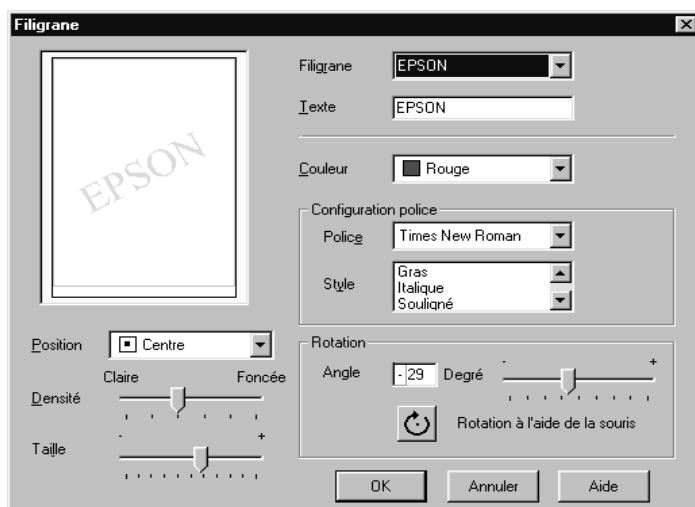 Filigrane
EPSON
Filigrane EPSON
Texte EPSON
Couleur Rouge
Configuration police
Police Times New Roman
Style Gras
Italique
Souligné
Position Centre
Claire Foncée
Densité
Taille - +
Rotation
Angle -29 Degré - +
Rotation à l'aide de la souris
OK Annuler Aide